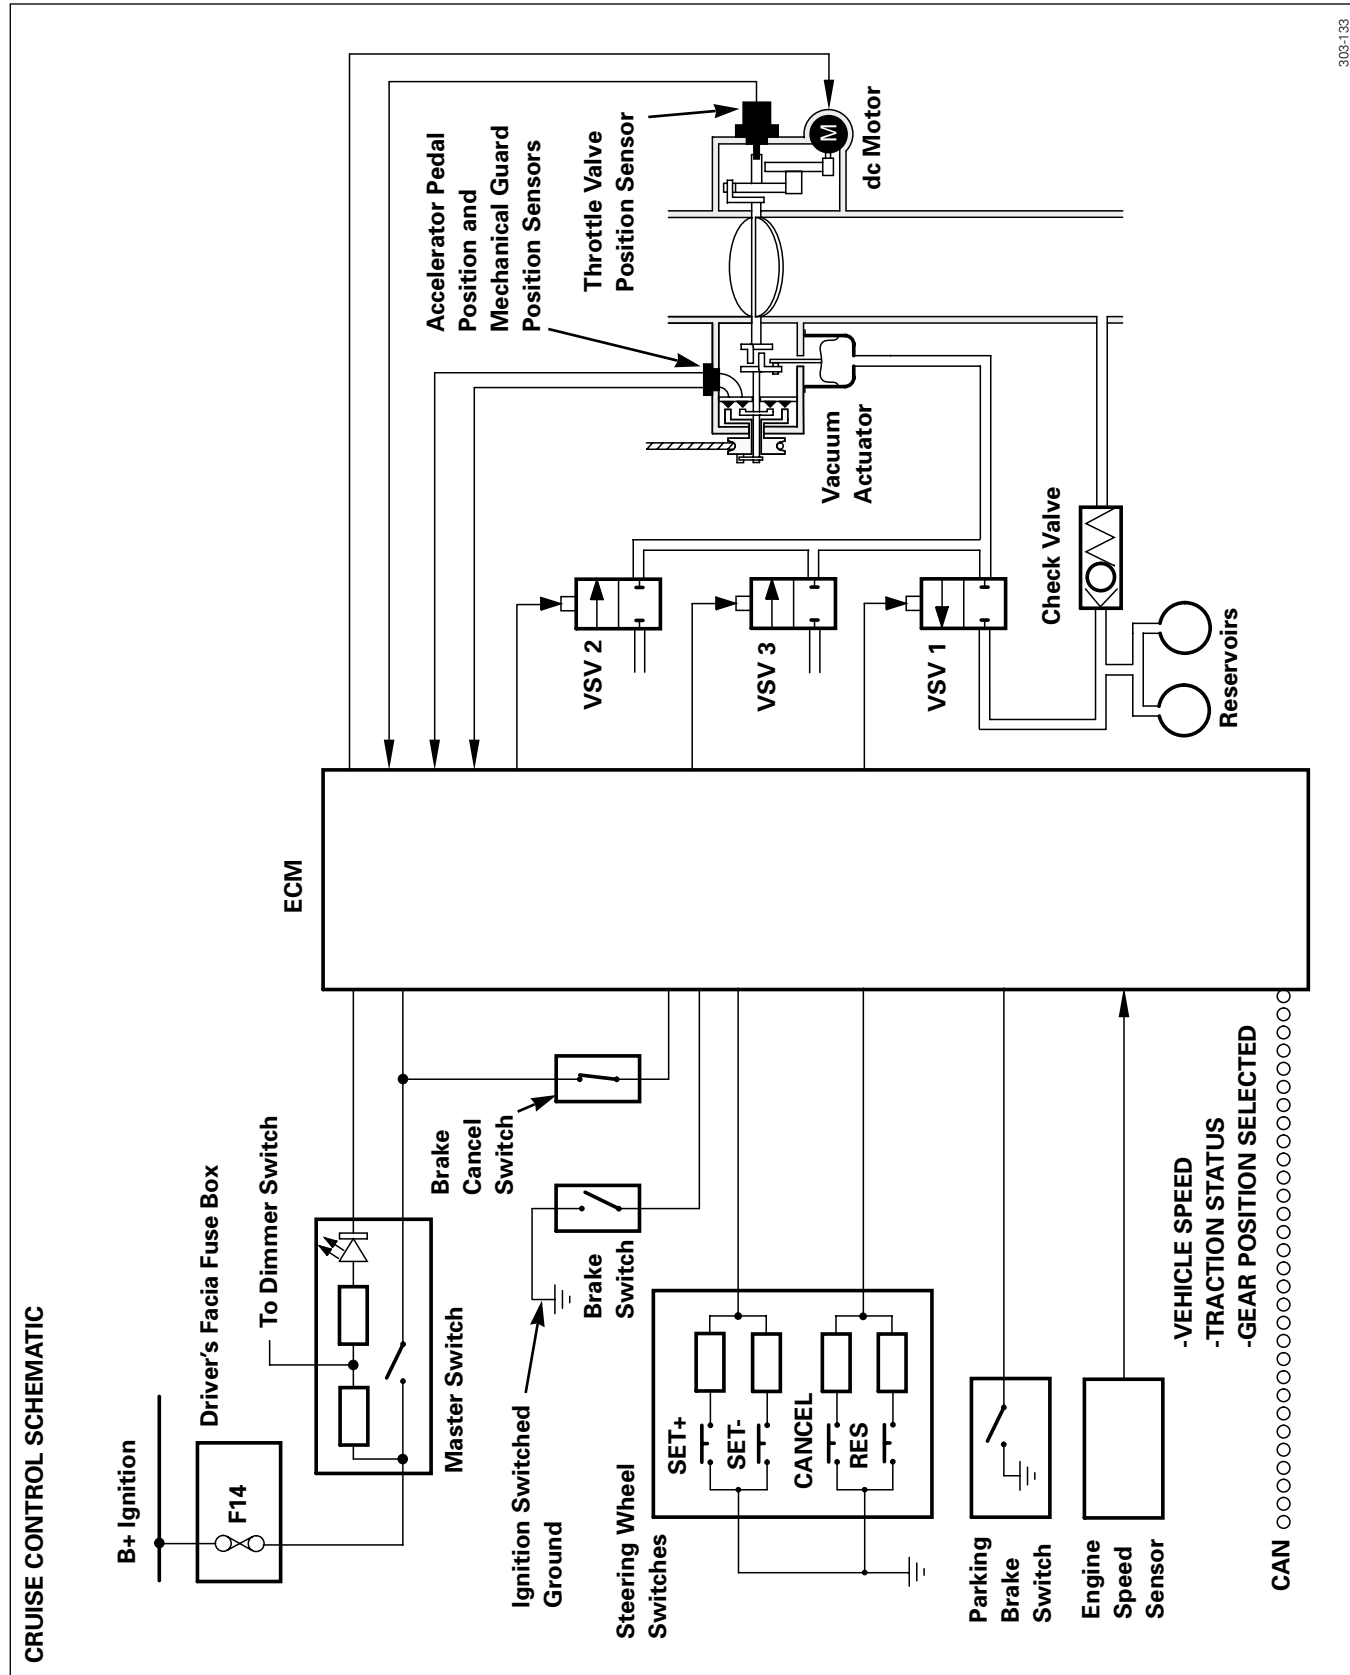 CRUISE CONTROL SCHEMATIC
B+ Ignition
F14
Driver's Facia Fuse Box
To Dimmer Switch
Master Switch
Ignition Switched
Ground
Brake
Cancel
Switch
Brake
Switch
Steering Wheel
Switches
SET+
SET-
CANCEL
RES
Parking
Brake
Switch
Engine
Speed
Sensor
-VEHICLE SPEED
-TRACTION STATUS
-GEAR POSITION SELECTED
CAN
ECM
VSV 2
VSV 3
VSV 1
Accelerator Pedal
Position and
Mechanical Guard
Position Sensors
Throttle Valve
Position Sensor
M
dc Motor
Vacuum
Actuator
Check Valve
Reservoirs
303-133